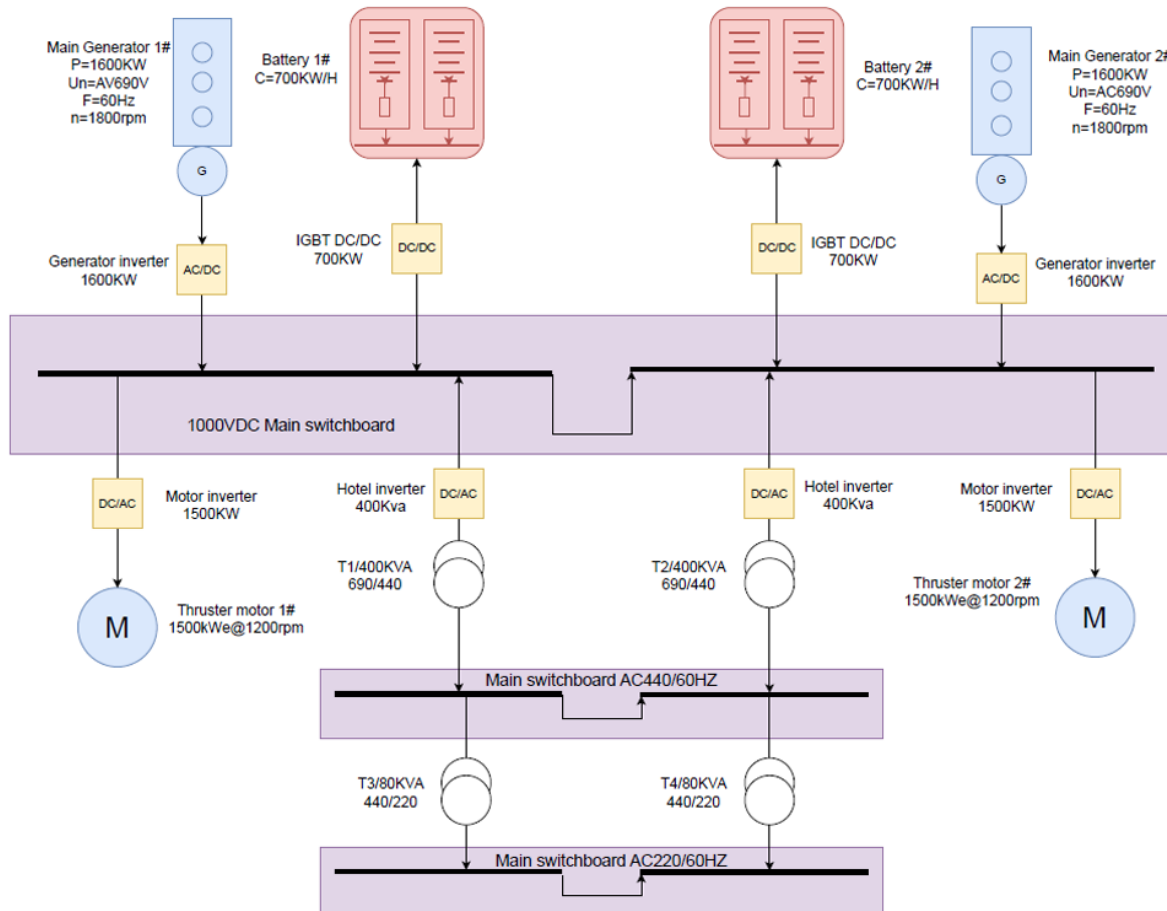 Main Generator 1#
P=1600KW
Un=AV690V
F=60Hz
n=1800rpm
Battery 1#
C=700KW/H
Battery 2#
C=700KW/H
Main Generator 2#
P=1600KW
Un=AC690V
F=60Hz
n=1800rpm
G
G
Generator inverter
1600KW
AC/DC
IGBT DC/DC
700KW
DC/DC
DC/DC
IGBT DC/DC
700KW
AC/DC
Generator inverter
1600KW
1000VDC Main switchboard
DC/AC
Motor inverter
1500KW
Hotel inverter
400Kva
DC/AC
DC/AC
Hotel inverter
400Kva
Motor inverter
1500KW
DC/AC
T1/400KVA
690/440
T2/400KVA
690/440
M
Thruster motor 1#
1500kWe@1200rpm
Thruster motor 2#
1500kWe@1200rpm
M
Main switchboard AC440/60HZ
T3/80KVA
440/220
T4/80KVA
440/220
Main switchboard AC220/60HZ